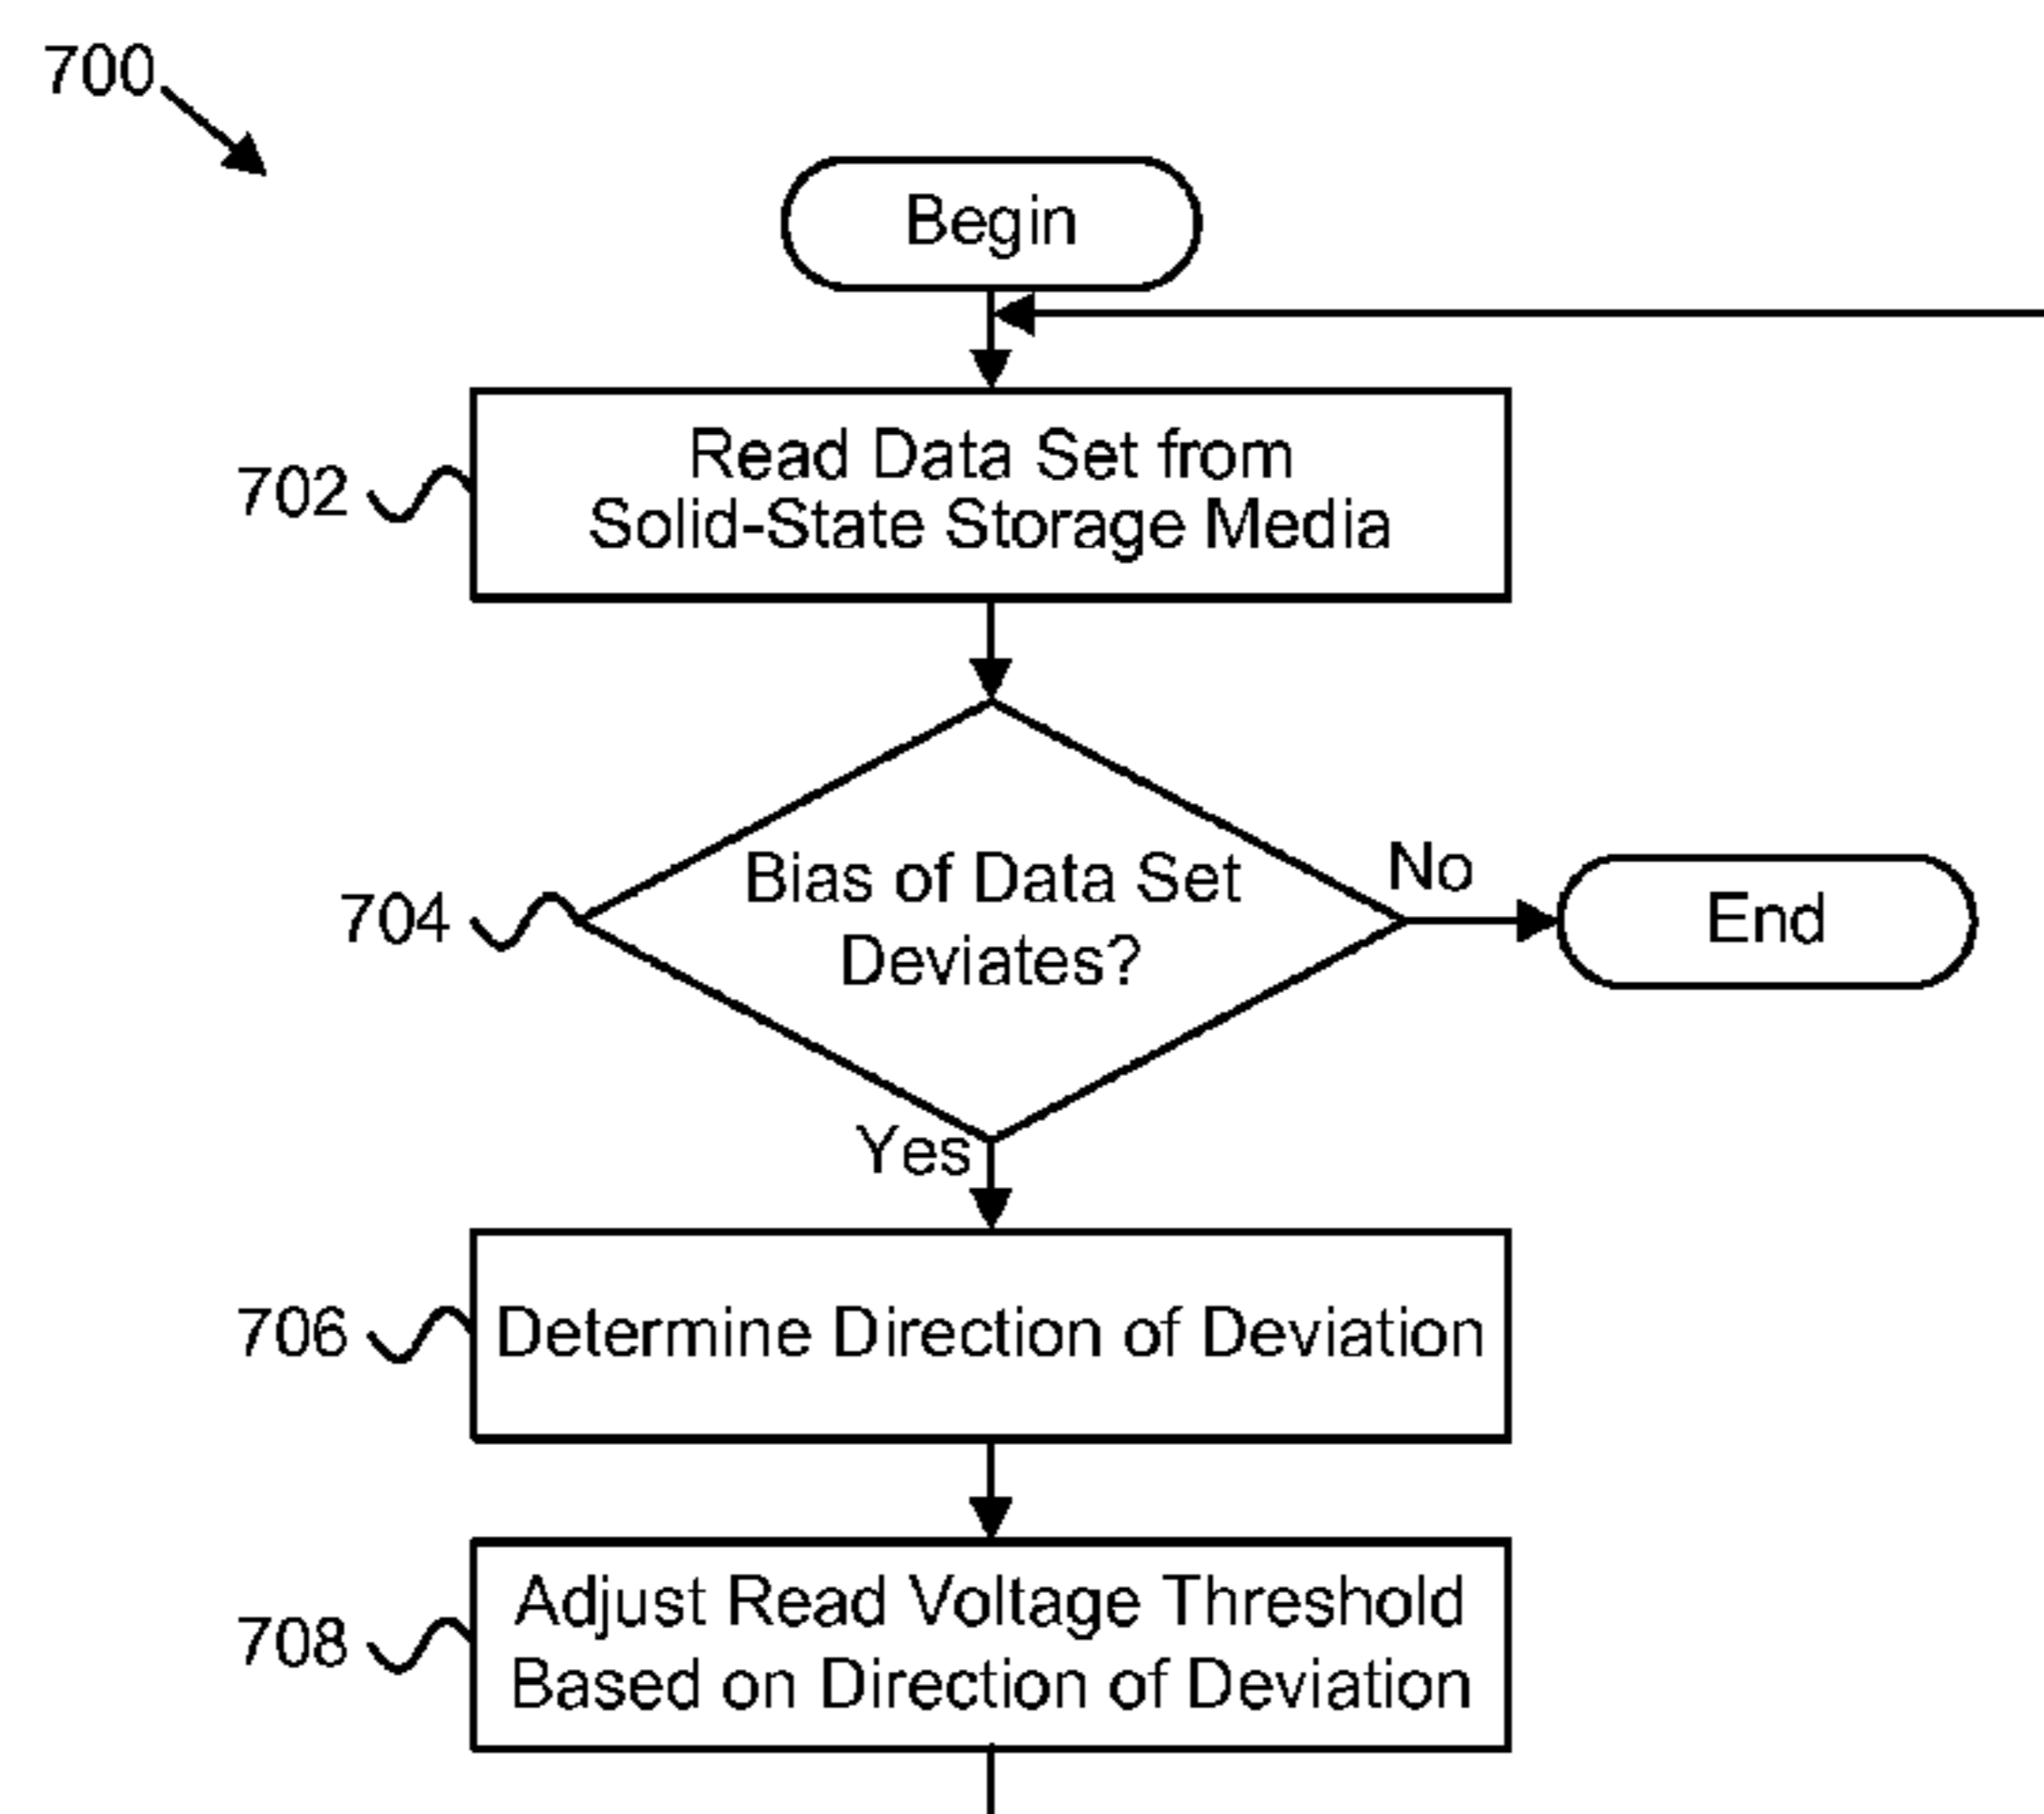 700
Begin
702
Read Data Set from
Solid-State Storage Media
704
Bias of Data Set
Deviates?
No
End
Yes
706
Determine Direction of Deviation
708
Adjust Read Voltage Threshold
Based on Direction of Deviation